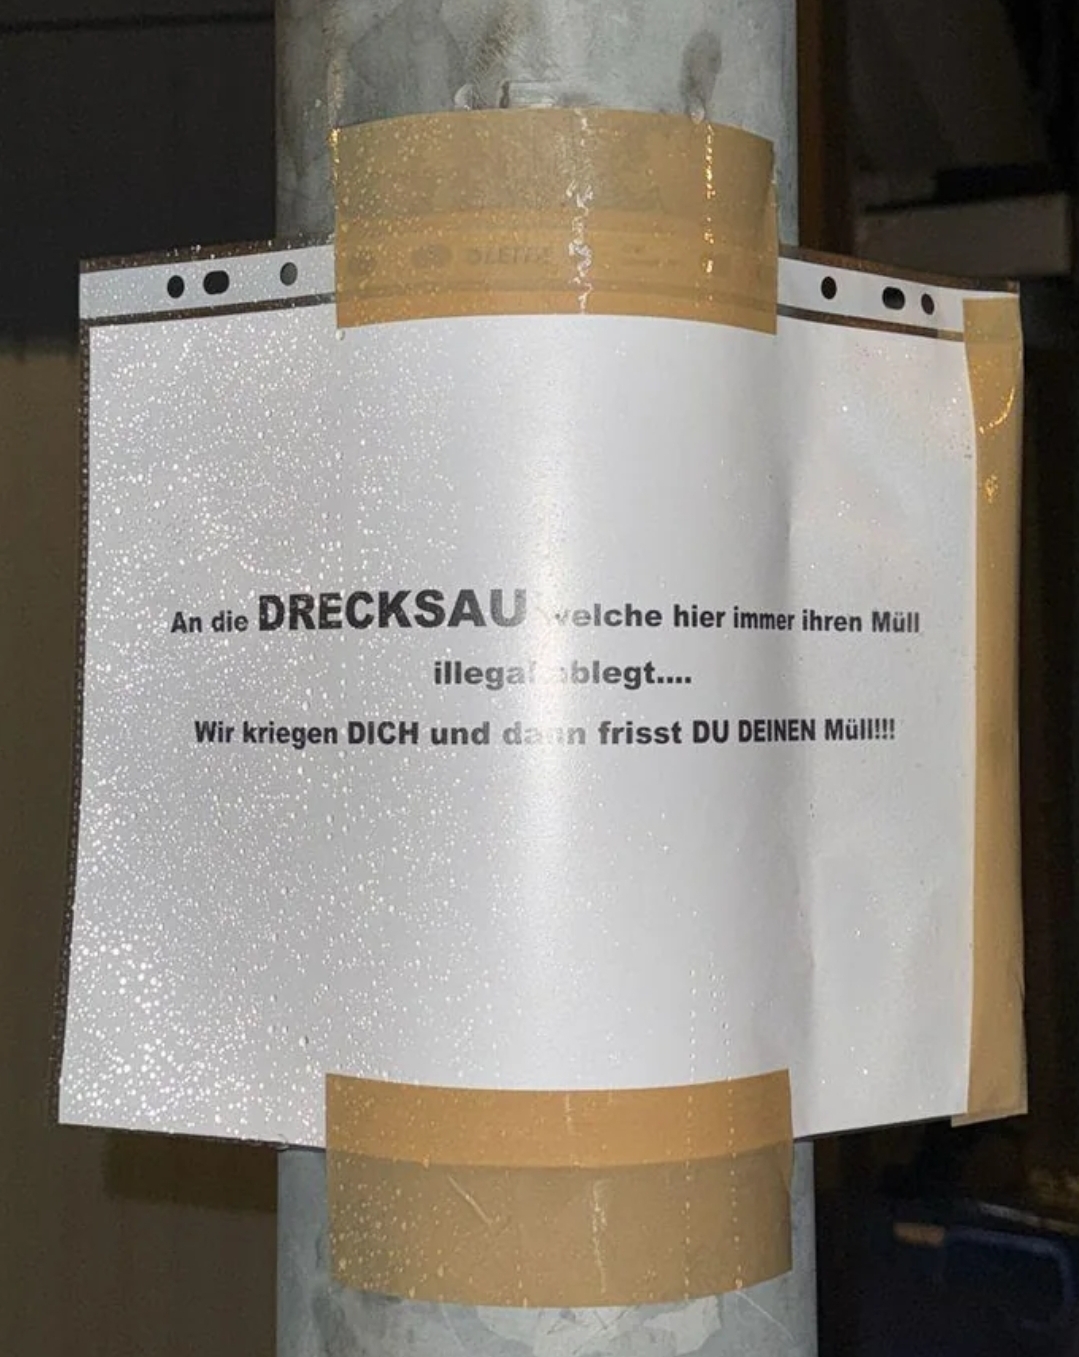 An die DRECKSAU welche hier immer ihren Müll
illegal ablegt....
Wir kriegen DICH und dann frisst DU DEINEN Müll!!!